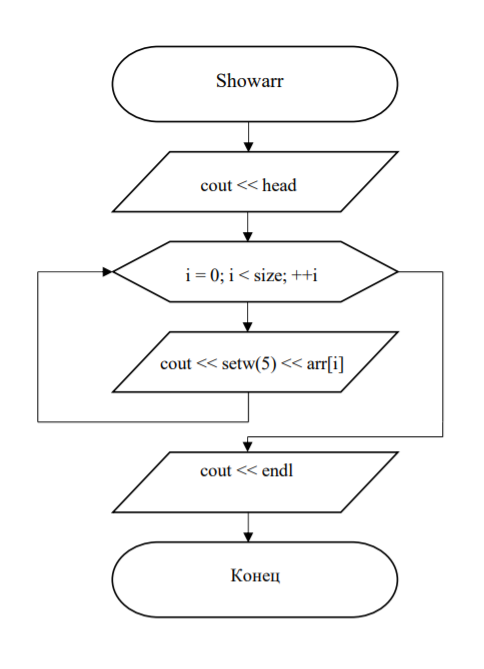 Showarr
cout << head
i = 0; i < size; ++i
cout << setw(5) << arr[i]
cout << endl
Конец